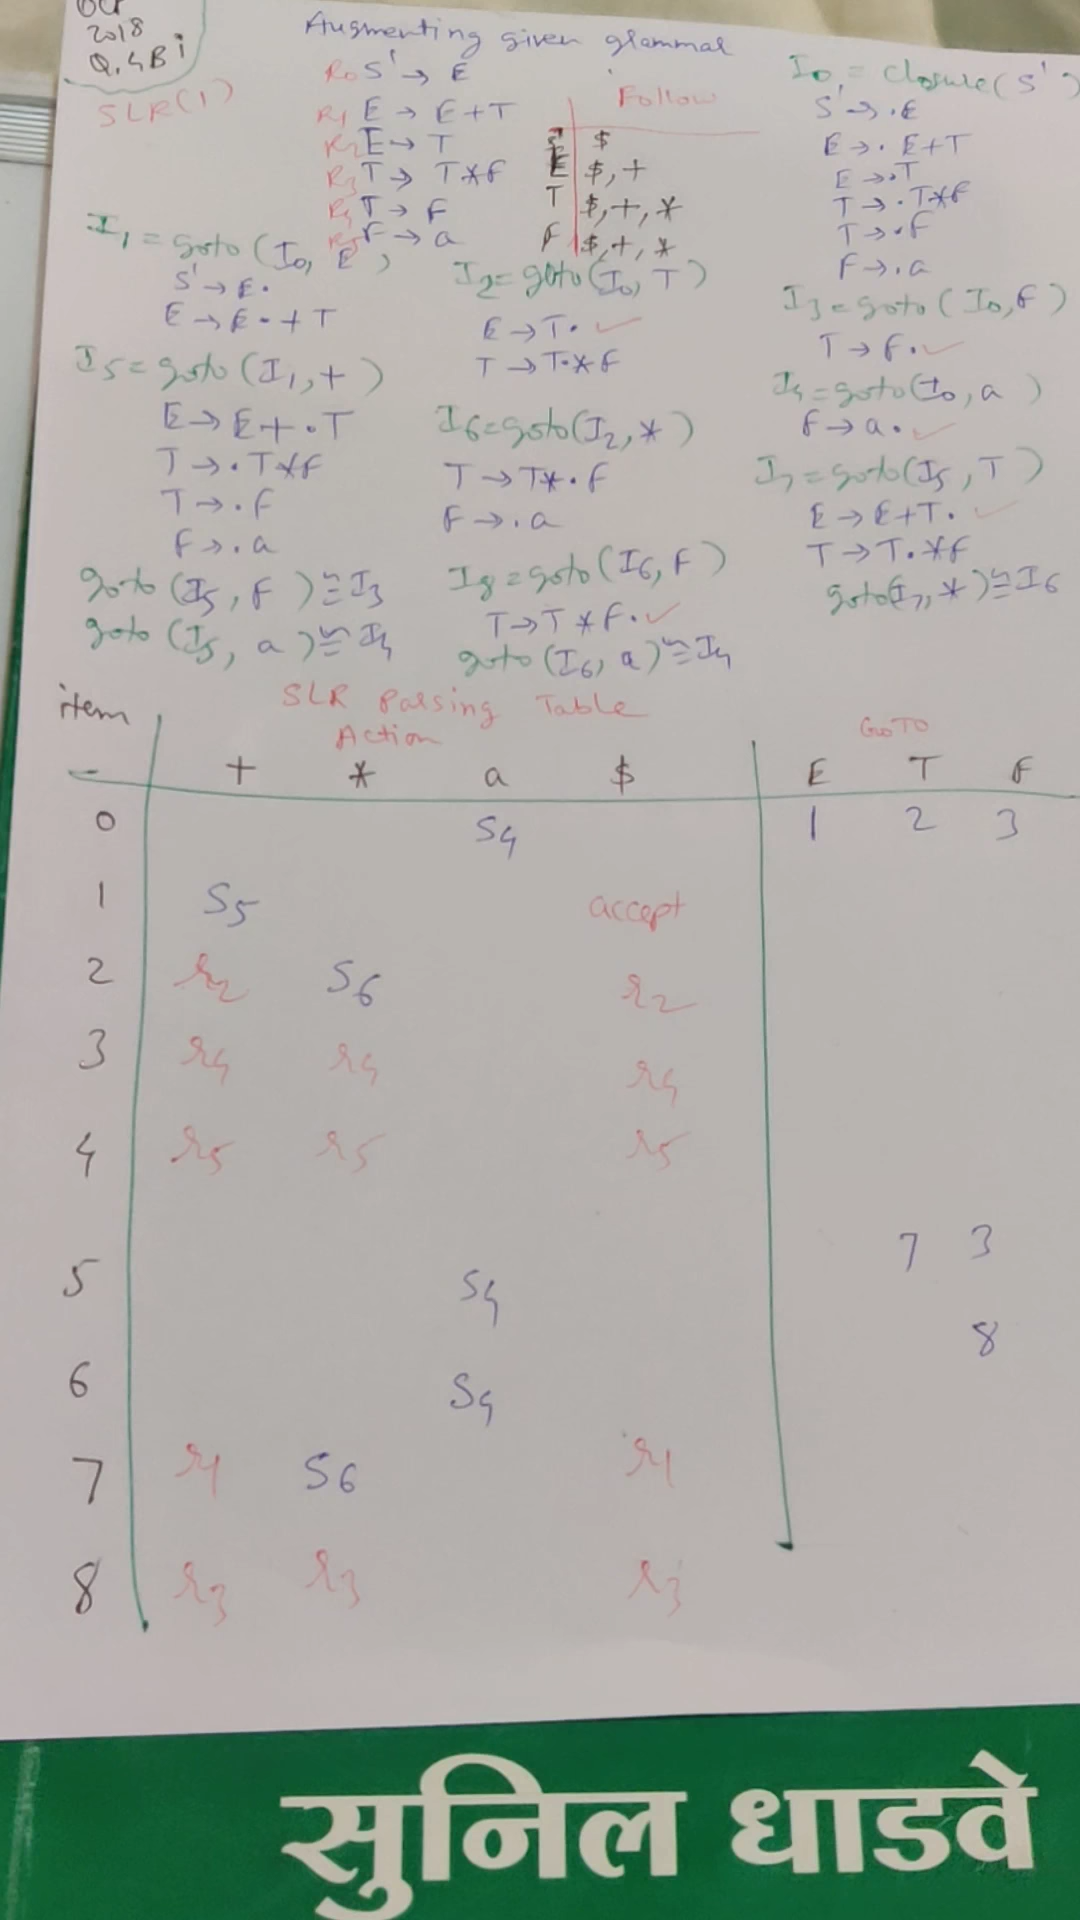 Oct
2018
Q.4B i
SLR(1)
Augmenting given grammar
R0 S' → E
R1 E → E+T
R2 E → T
R3 T → T*F
R4 T → F
R5 F → a
Follow
S' $
E $,+
T $,+,*
F $,+,*
I0 = closure(S')
S' → .E
E → . E+T
E → .T
T → . T*F
T → .F
F → .a
I1 = goto (I0, E)
S' → E.
E → E.+T
I2 = goto (I0, T)
E → T. ✓
T → T.*F
I3 = goto (I0, F)
T → F. ✓
I4 = goto (I0, a)
F → a. ✓
I5 = goto (I1, +)
E → E+.T
T → .T*F
T → .F
F → .a
goto (I5, F) ≅ I3
goto (I5, a) ≅ I4
I6 = goto (I2, *)
T → T*.F
F → .a
I8 = goto (I6, F)
T → T*F. ✓
goto (I6, a) ≅ I4
I7 = goto (I5, T)
E → E+T. ✓
T → T.*F
goto(I7, *) ≅ I6
SLR Parsing Table
item Action GOTO
+ * a $ E T F
0 S4 1 2 3
1 S5 accept
2 r2 S6 r2
3 r4 r4 r4
4 r5 r5 r5
5 S4 7 3
6 S4 8
7 r1 S6 r1
8 r3 r3 r3
सुनिल धाडवे